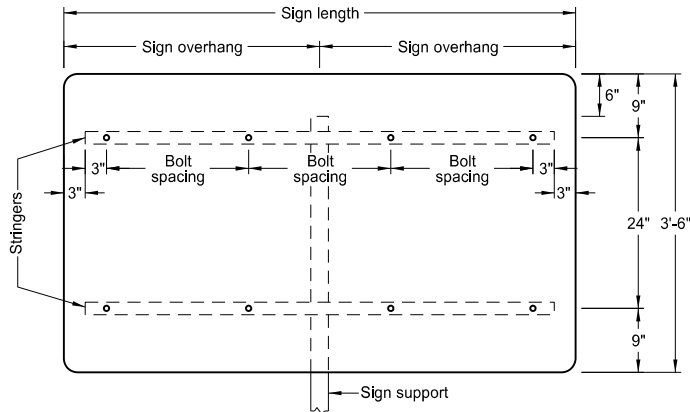 Sign length
Sign overhang
Sign overhang
6"
9"
3"
Bolt
spacing
Bolt
spacing
Bolt
spacing
3"
3"
3"
Stringers
24"
3'-6"
9"
Sign support